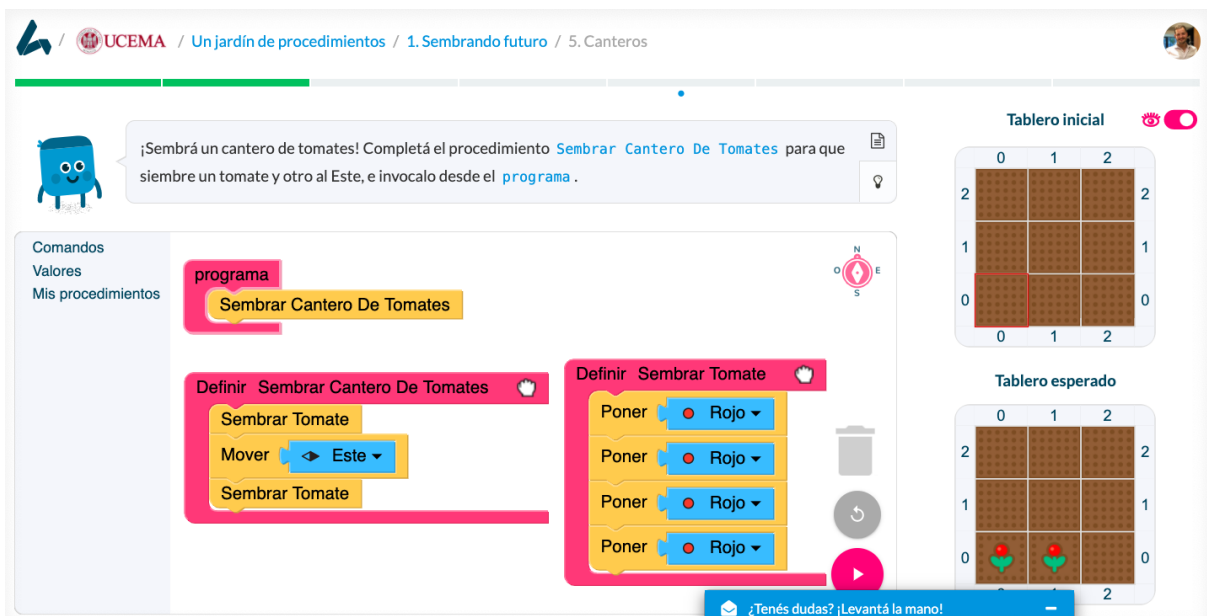 / UCEMA / Un jardín de procedimientos / 1. Sembrando futuro / 5. Canteros
¡Sembrá un cantero de tomates! Completá el procedimiento Sembrar Cantero De Tomates para que
siembre un tomate y otro al Este, e invocalo desde el programa.
Comandos
Valores
Mis procedimientos
programa
Sembrar Cantero De Tomates
N
O E
S
Definir Sembrar Cantero De Tomates
Sembrar Tomate
Mover Este
Sembrar Tomate
Definir Sembrar Tomate
Poner Rojo
Poner Rojo
Poner Rojo
Poner Rojo
Tablero inicial
0 1 2
2 2
1 1
0 0
0 1 2
Tablero esperado
0 1 2
2 2
1 1
0 0
2
¿Tenés dudas? ¡Levantá la mano!